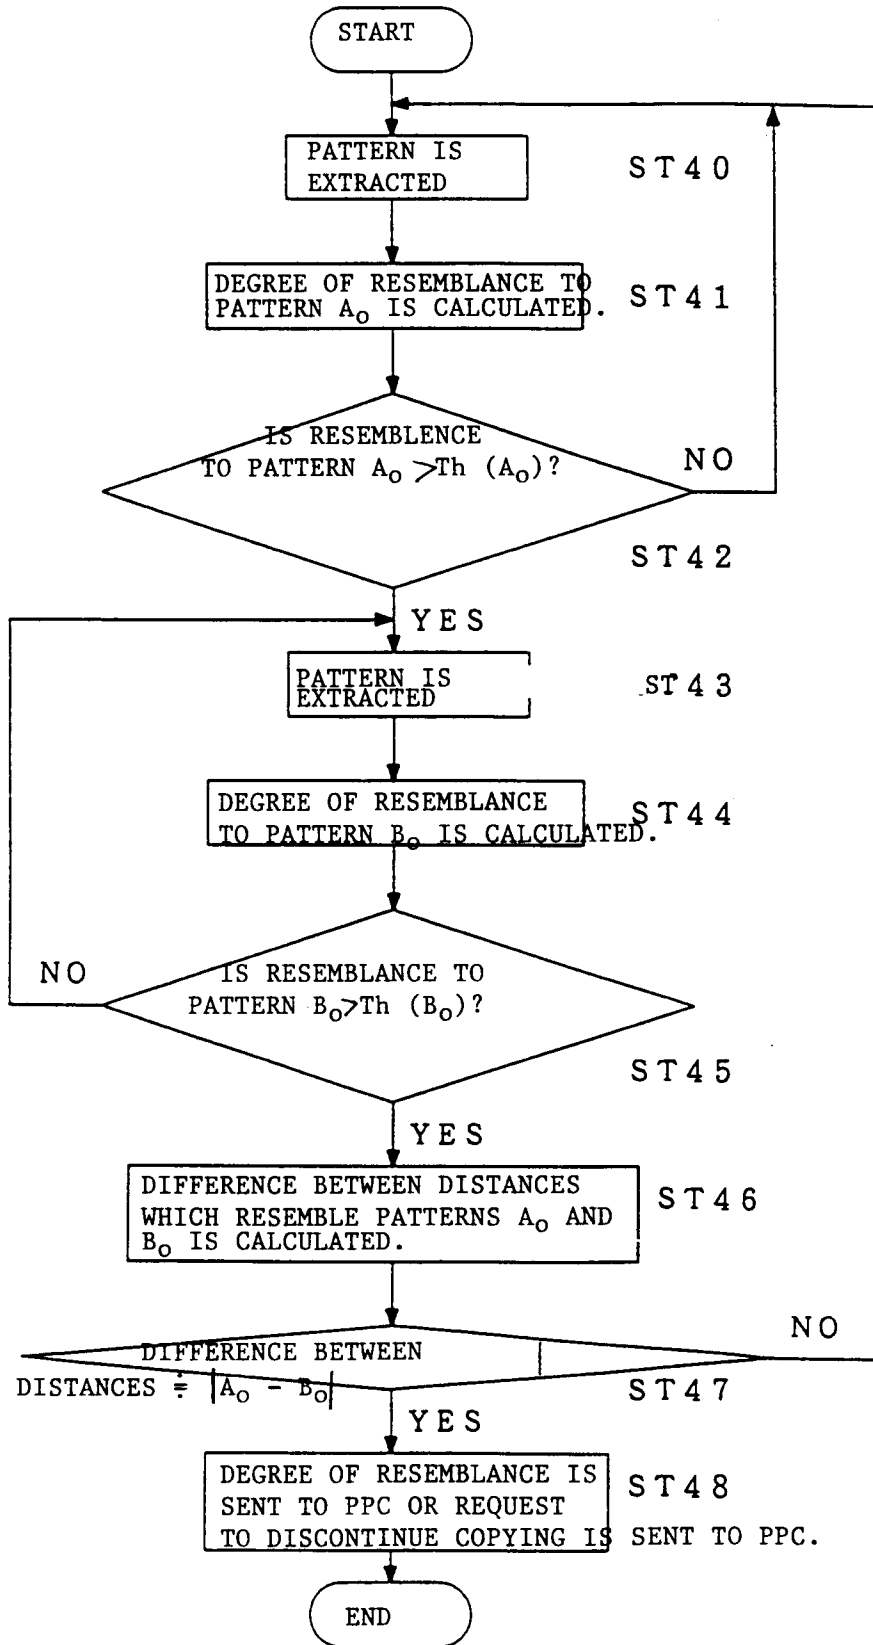 START
PATTERN IS
EXTRACTED
ST40
DEGREE OF RESEMBLANCE TO
PATTERN A₀ IS CALCULATED.
ST41
IS RESEMBLENCE
TO PATTERN A₀ >Th (A₀)?
NO
ST42
YES
PATTERN IS
EXTRACTED
ST43
DEGREE OF RESEMBLANCE
TO PATTERN B₀ IS CALCULATED.
ST44
NO
IS RESEMBLANCE TO
PATTERN B₀>Th (B₀)?
ST45
YES
DIFFERENCE BETWEEN DISTANCES
WHICH RESEMBLE PATTERNS A₀ AND
B₀ IS CALCULATED.
ST46
NO
DIFFERENCE BETWEEN
DISTANCES ≑ |A₀ - B₀|
ST47
YES
DEGREE OF RESEMBLANCE IS
SENT TO PPC OR REQUEST
TO DISCONTINUE COPYING IS SENT TO PPC.
ST48
END